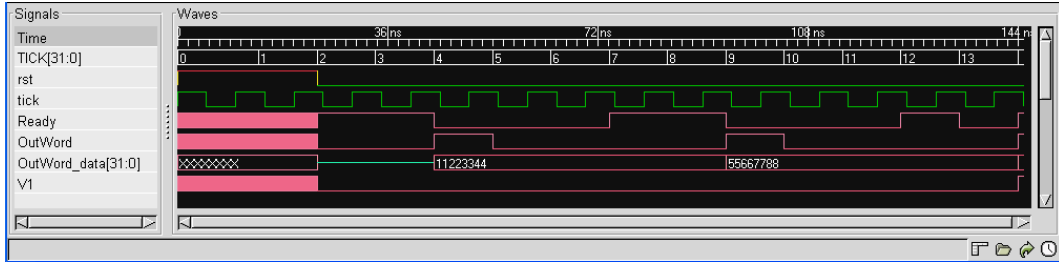 Signals
Waves
Time
36 ns 72 ns 108 ns 144 n
TICK[31:0]
0 1 2 3 4 5 6 7 8 9 10 11 12 13
rst
tick
Ready
OutWord
OutWord_data[31:0]
XXXXXXXX 11223344 55667788
V1